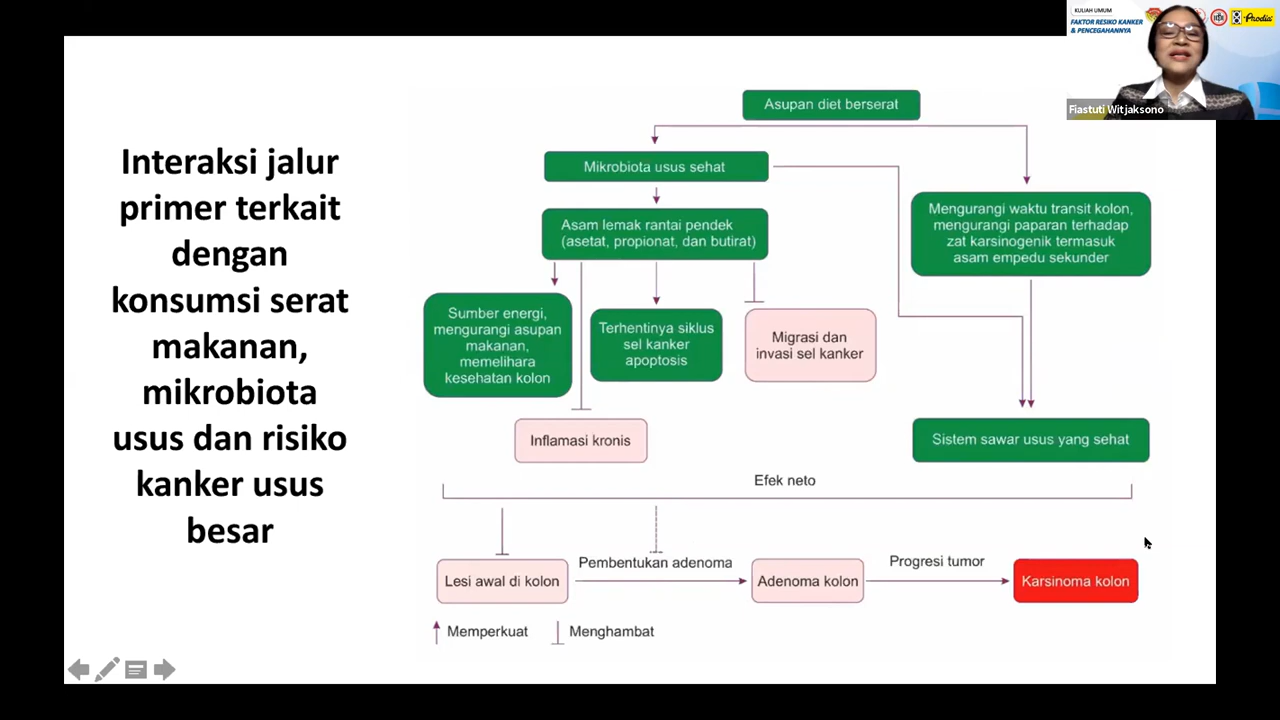 KULIAH UMUM
FAKTOR RESIKO KANKER
& PENCEGAHANNYA
Prodia
Fiastuti Witjaksono
Interaksi jalur
primer terkait
dengan
konsumsi serat
makanan,
mikrobiota
usus dan risiko
kanker usus
besar
Asupan diet berserat
Mikrobiota usus sehat
Asam lemak rantai pendek
(asetat, propionat, dan butirat)
Mengurangi waktu transit kolon,
mengurangi paparan terhadap
zat karsinogenik termasuk
asam empedu sekunder
Sumber energi,
mengurangi asupan
makanan,
memelihara
kesehatan kolon
Terhentinya siklus
sel kanker
apoptosis
Migrasi dan
invasi sel kanker
Inflamasi kronis
Sistem sawar usus yang sehat
Efek neto
Lesi awal di kolon
Pembentukan adenoma
Adenoma kolon
Progresi tumor
Karsinoma kolon
Memperkuat
Menghambat